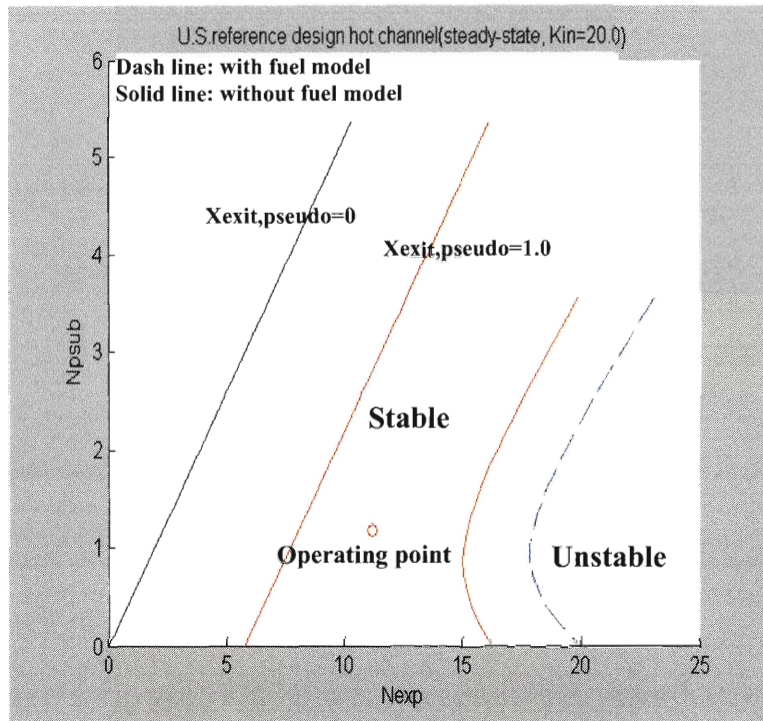 U.S.reference design hot channel(steady-state, Kin=20.0)
Dash line: with fuel model
Solid line: without fuel model
Xexit,pseudo=0
Xexit,pseudo=1.0
Stable
Operating point
Unstable
Npsub
6
5
4
3
2
1
0
0 5 10 15 20 25
Nexp